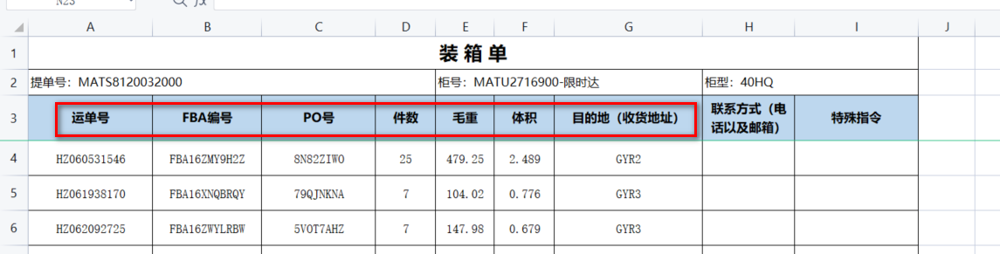 N23
fx
A B C D E F G H I J
1 装 箱 单
2 提单号：MATS8120032000 柜号：MATU2716900-限时达 柜型：40HQ
3 运单号 FBA编号 PO号 件数 毛重 体积 目的地（收货地址） 联系方式（电话以及邮箱） 特殊指令
4 HZ060531546 FBA16ZMY9H2Z 8N82ZIWO 25 479.25 2.489 GYR2
5 HZ061938170 FBA16XNQBRQY 79QJNKNA 7 104.02 0.776 GYR3
6 HZ062092725 FBA16ZWYLRBW 5VOT7AHZ 7 147.98 0.679 GYR3